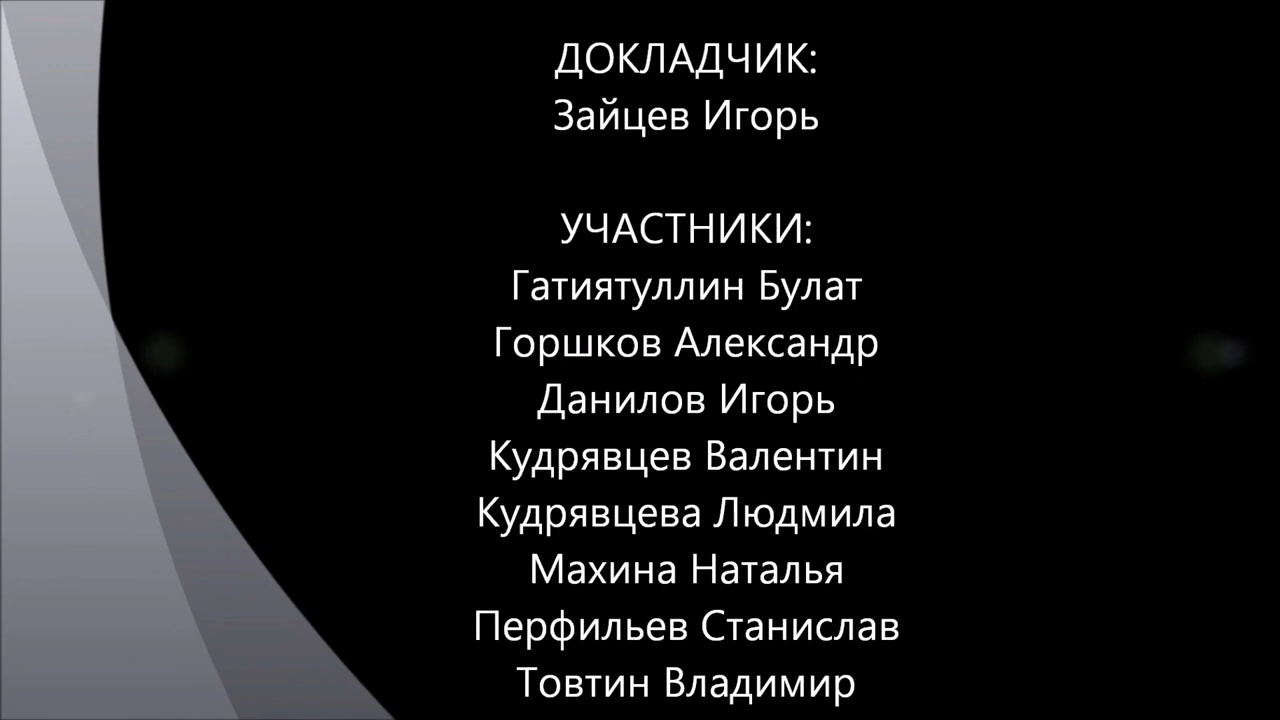 ДОКЛАДЧИК:
Зайцев Игорь
УЧАСТНИКИ:
Гатиятуллин Булат
Горшков Александр
Данилов Игорь
Кудрявцев Валентин
Кудрявцева Людмила
Махина Наталья
Перфильев Станислав
Товтин Владимир